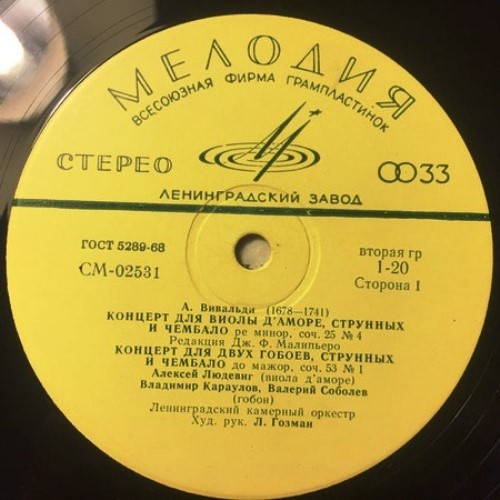 МЕЛОДИЯ
ВСЕСОЮЗНАЯ ФИРМА ГРАМПЛАСТИНОК
СТЕРЕО
33
ЛЕНИНГРАДСКИЙ ЗАВОД
ГОСТ 5289-68
СМ-02531
вторая гр
1-20
Сторона 1
А. Вивальди (1678—1741)
КОНЦЕРТ ДЛЯ ВИОЛЫ Д'АМОРЕ, СТРУННЫХ
И ЧЕМБАЛО ре минор, соч. 25 № 4
Редакция Дж. Ф. Малипьеро
КОНЦЕРТ ДЛЯ ДВУХ ГОБОЕВ, СТРУННЫХ
И ЧЕМБАЛО до мажор, соч. 53 № 1
Алексей Людевиг (виола д'аморе)
Владимир Караулов, Валерий Соболев
(гобои)
Ленинградский камерный оркестр
Худ. рук. Л. Гозман